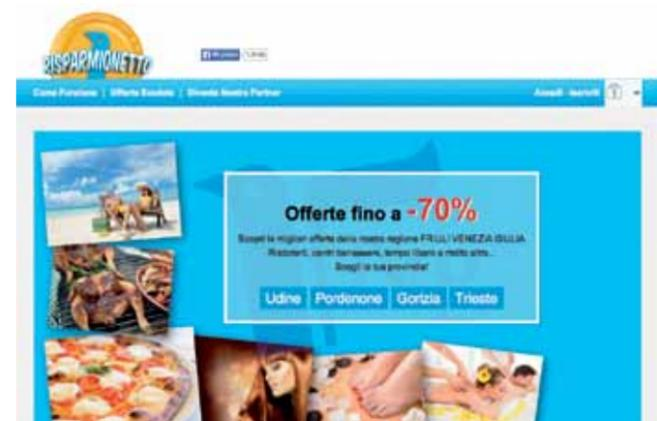 RISPARMIONETTO
Mi piace
Come Funziona | Offerte Scadute | Diventa Nostro Partner
Accedi Iscriviti
Offerte fino a -70%
Scopri le migliori offerte della nostra regione FRIULI VENEZIA GIULIA
Ristoranti, centri benessere, tempo libero e molto altro...
Scegli la tua provincia!
Udine Pordenone Gorizia Trieste